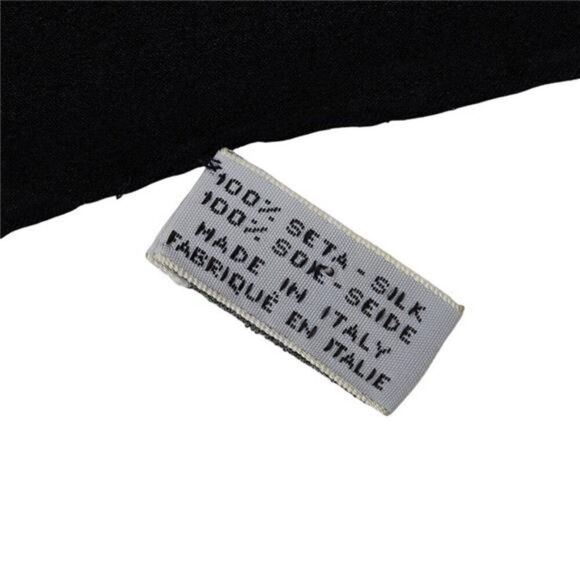 100% SETA - SILK
100% SOIE - SEIDE
MADE IN ITALY
FABRIQUÉ EN ITALIE